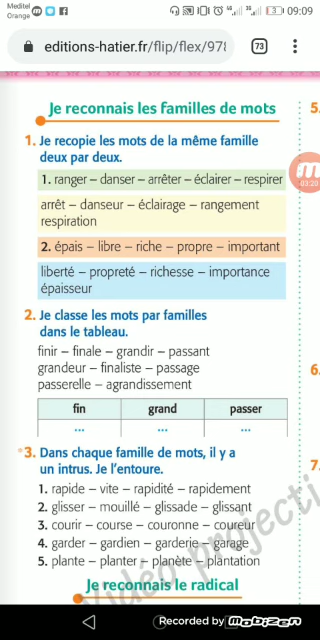 Meditel
Orange
09:09
editions-hatier.fr/flip/flex/978
73
Je reconnais les familles de mots
5.
1. Je recopie les mots de la même famille
deux par deux.
1. ranger – danser – arrêter – éclairer – respirer
03:20
arrêt – danseur – éclairage – rangement
respiration
2. épais – libre – riche – propre – important
liberté – propreté – richesse – importance
épaisseur
2. Je classe les mots par familles
dans le tableau.
finir – finale – grandir – passant
grandeur – finaliste – passage
6.
passerelle – agrandissement
fin grand passer
... ... ...
3. Dans chaque famille de mots, il y a
un intrus. Je l'entoure.
7.
1. rapide – vite – rapidité – rapidement
2. glisser – mouillé – glissade – glissant
3. courir – course – couronne – coureur
4. garder – gardien – garderie – garage
5. plante – planter – planète – plantation
Vidéo-projecti
Je reconnais le radical
Recorded by Mobizen